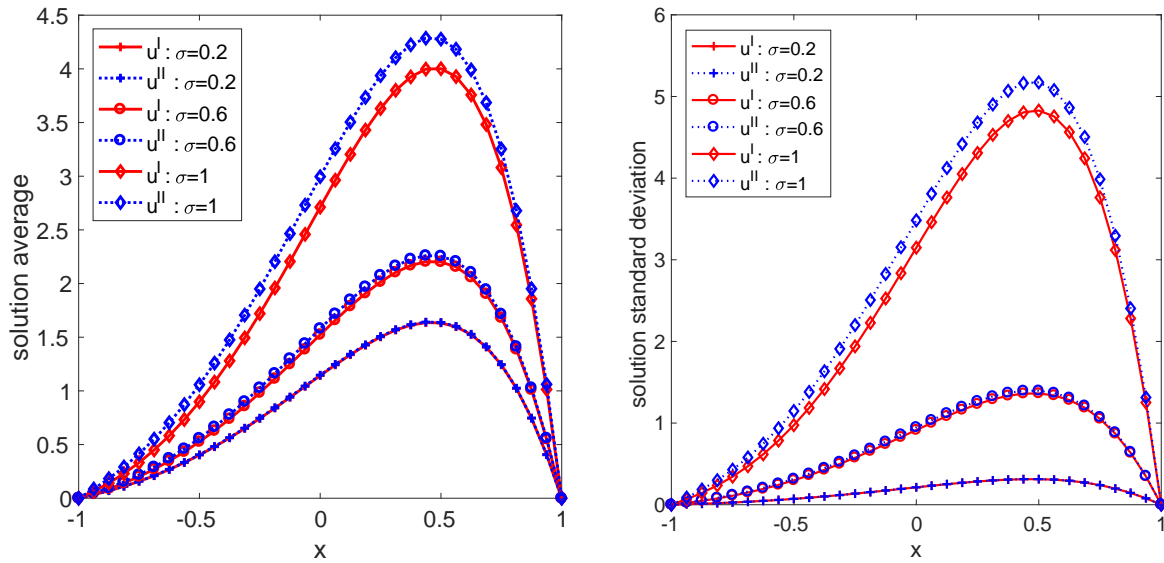 4.5
4
3.5
3
2.5
2
1.5
1
0.5
0
solution average
u^I : σ=0.2
u^II : σ=0.2
u^I : σ=0.6
u^II : σ=0.6
u^I : σ=1
u^II : σ=1
-1
-0.5
0
0.5
1
x
6
5
4
3
2
1
0
solution standard deviation
u^I : σ=0.2
u^II : σ=0.2
u^I : σ=0.6
u^II : σ=0.6
u^I : σ=1
u^II : σ=1
-1
-0.5
0
0.5
1
x